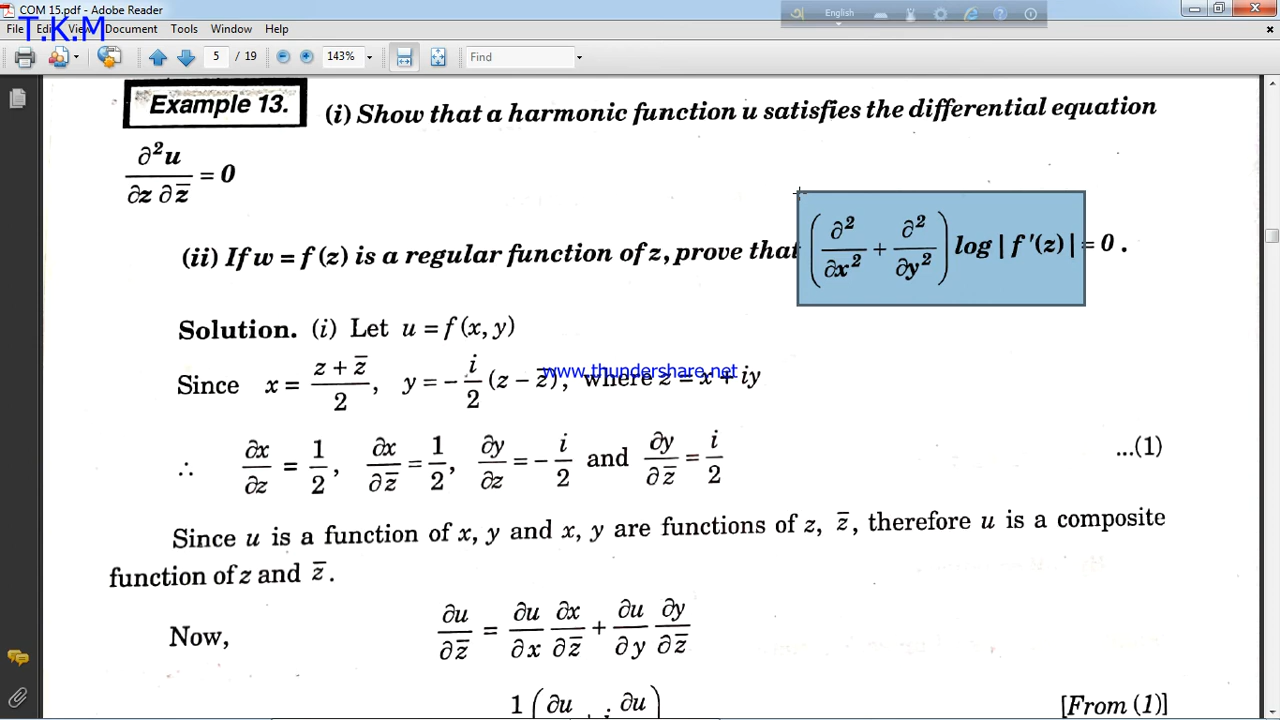 COM 15.pdf - Adobe Reader
English
T.K.M
File Edit Document Tools Window Help
5 / 19 143% Find
Example 13. (i) Show that a harmonic function u satisfies the differential equation
∂²u / ∂z ∂z̄ = 0
(ii) If w = f (z) is a regular function of z, prove that (∂²/∂x² + ∂²/∂y²) log | f ′(z) | = 0 .
Solution. (i) Let u = f (x, y)
Since x = (z + z̄)/2, y = − i/2 (z − z̄), where z = x + iy
www.thundershare.net
∴ ∂x/∂z = 1/2, ∂x/∂z̄ = 1/2, ∂y/∂z = − i/2 and ∂y/∂z̄ = i/2 ...(1)
Since u is a function of x, y and x, y are functions of z, z̄, therefore u is a composite
function of z and z̄.
Now, ∂u/∂z̄ = ∂u/∂x ∂x/∂z̄ + ∂u/∂y ∂y/∂z̄
1 ( ∂u + i ∂u ) [From (1)]